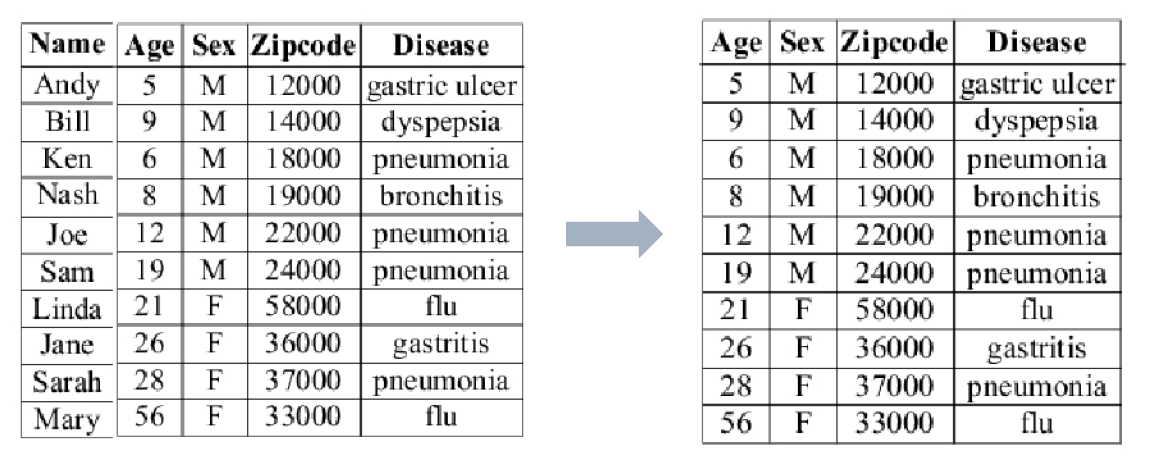 Name Age Sex Zipcode Disease
Andy 5 M 12000 gastric ulcer
Bill 9 M 14000 dyspepsia
Ken 6 M 18000 pneumonia
Nash 8 M 19000 bronchitis
Joe 12 M 22000 pneumonia
Sam 19 M 24000 pneumonia
Linda 21 F 58000 flu
Jane 26 F 36000 gastritis
Sarah 28 F 37000 pneumonia
Mary 56 F 33000 flu
Age Sex Zipcode Disease
5 M 12000 gastric ulcer
9 M 14000 dyspepsia
6 M 18000 pneumonia
8 M 19000 bronchitis
12 M 22000 pneumonia
19 M 24000 pneumonia
21 F 58000 flu
26 F 36000 gastritis
28 F 37000 pneumonia
56 F 33000 flu